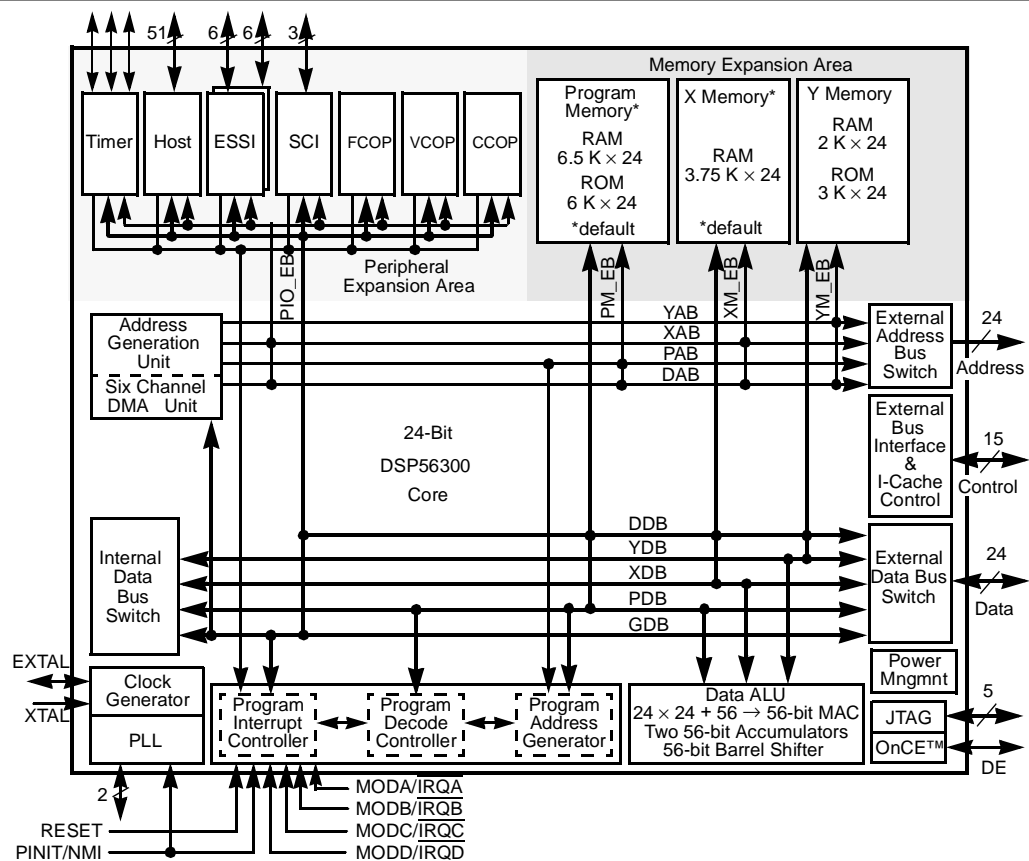 51
6
6
3
Memory Expansion Area
Timer
Host
ESSI
SCI
FCOP
VCOP
CCOP
Program
Memory*
RAM
6.5 K × 24
ROM
6 K × 24
*default
X Memory*
RAM
3.75 K × 24
*default
Y Memory
RAM
2 K × 24
ROM
3 K × 24
Peripheral
Expansion Area
PIO_EB
PM_EB
XM_EB
YM_EB
Address
Generation
Unit
Six Channel
DMA Unit
YAB
XAB
PAB
DAB
External
Address
Bus
Switch
24
Address
24-Bit
DSP56300
Core
External
Bus
Interface
&
I-Cache
Control
15
Control
Internal
Data
Bus
Switch
DDB
YDB
XDB
PDB
GDB
External
Data Bus
Switch
24
Data
EXTAL
XTAL
Clock
Generator
PLL
Program
Interrupt
Controller
Program
Decode
Controller
Program
Address
Generator
Data ALU
24 × 24 + 56 → 56-bit MAC
Two 56-bit Accumulators
56-bit Barrel Shifter
Power
Mngmnt
JTAG
OnCE™
5
DE
2
RESET
PINIT/NMI
MODA/IRQA
MODB/IRQB
MODC/IRQC
MODD/IRQD